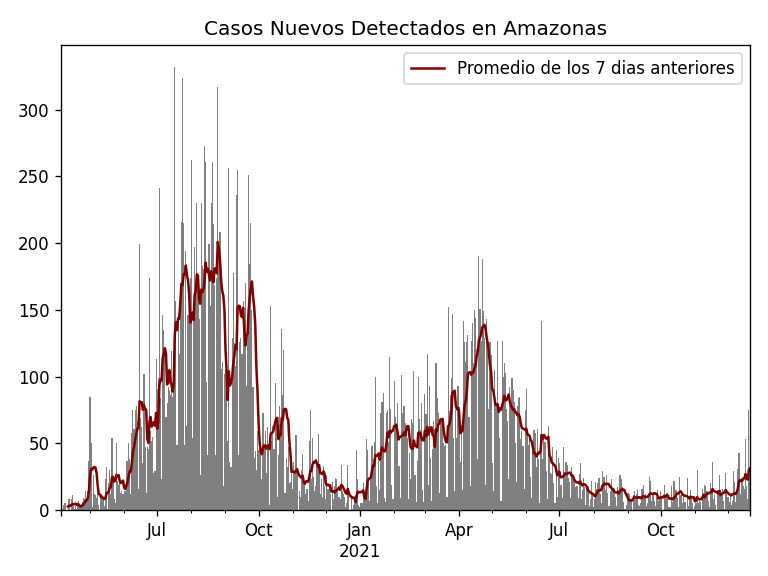 Casos Nuevos Detectados en Amazonas
Promedio de los 7 dias anteriores
300
250
200
150
100
50
0
Jul Oct Jan Apr Jul Oct
2021